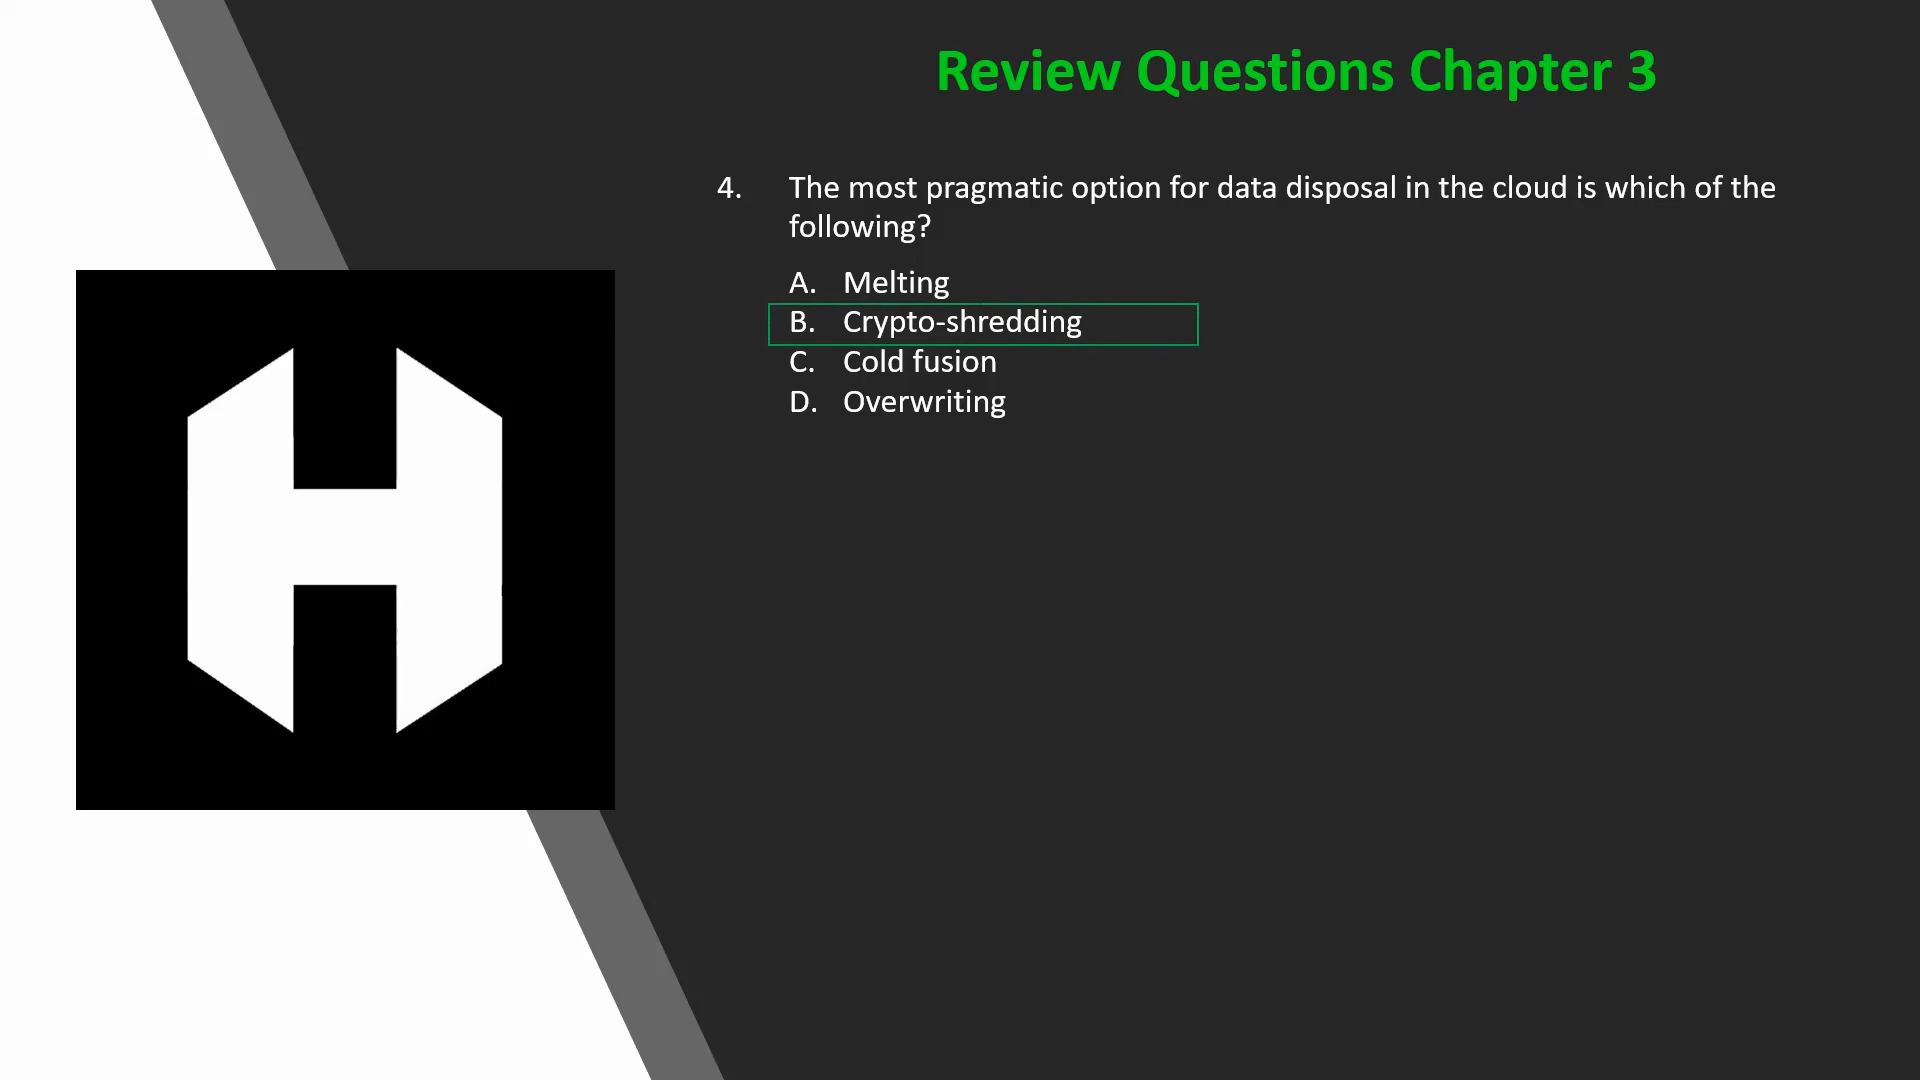 Review Questions Chapter 3
4. The most pragmatic option for data disposal in the cloud is which of the
following?
A. Melting
B. Crypto-shredding
C. Cold fusion
D. Overwriting
H